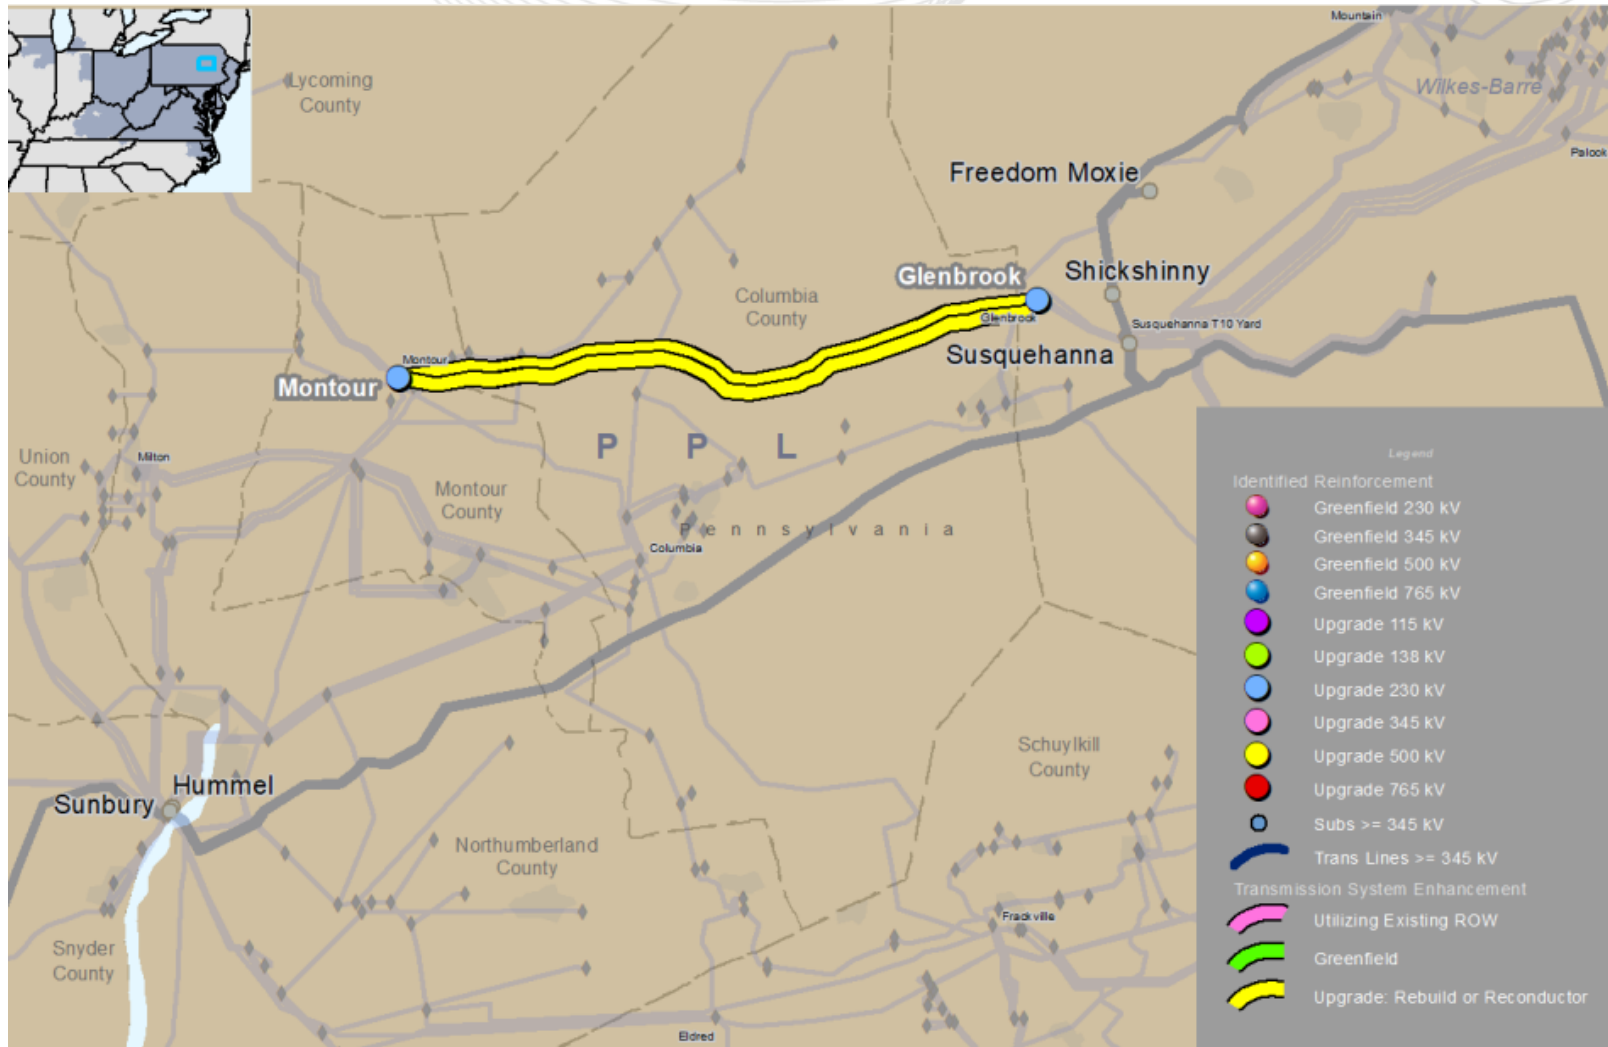 Mountain
Lycoming
County
Wilkes-Barre
Palook
Freedom Moxie
Shickshinny
Glenbrook
Glenbrook
Columbia
County
Susquehanna T10 Yard
Susquehanna
Montour
Montour
P P L
Union
County
Milton
Montour
County
Pennsylvania
Columbia
Schuylkill
County
Hummel
Sunbury
Northumberland
County
Frackville
Snyder
County
Eldred
Legend
Identified Reinforcement
Greenfield 230 kV
Greenfield 345 kV
Greenfield 500 kV
Greenfield 765 kV
Upgrade 115 kV
Upgrade 138 kV
Upgrade 230 kV
Upgrade 345 kV
Upgrade 500 kV
Upgrade 765 kV
Subs >= 345 kV
Trans Lines >= 345 kV
Transmission System Enhancement
Utilizing Existing ROW
Greenfield
Upgrade: Rebuild or Reconductor